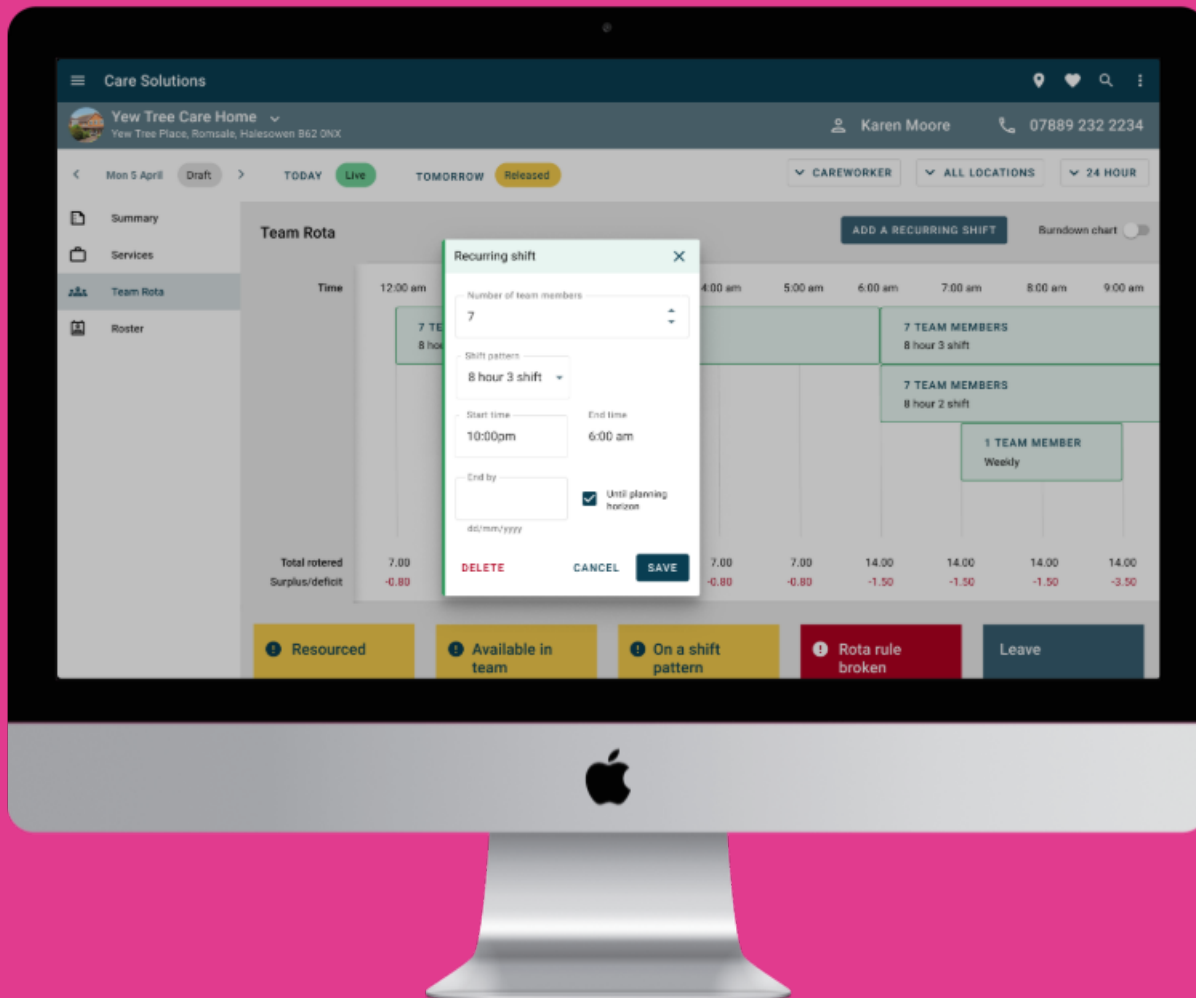 Care Solutions
Yew Tree Care Home
Yew Tree Place, Romsale, Halesowen B62 0NX
Karen Moore
07889 232 2234
Mon 5 April
Draft
TODAY
Live
TOMORROW
Released
CAREWORKER
ALL LOCATIONS
24 HOUR
Summary
Services
Team Rota
Roster
Team Rota
ADD A RECURRING SHIFT
Burndown chart
Time
12:00 am
4:00 am
5:00 am
6:00 am
7:00 am
8:00 am
9:00 am
7 TE
8 hou
7 TEAM MEMBERS
8 hour 3 shift
7 TEAM MEMBERS
8 hour 2 shift
1 TEAM MEMBER
Weekly
Recurring shift
Number of team members
7
Shift pattern
8 hour 3 shift
Start time
10:00pm
End time
6:00 am
End by
dd/mm/yyyy
Until planning
horizon
DELETE
CANCEL
SAVE
Total rotered
7.00
7.00
7.00
14.00
14.00
14.00
14.00
Surplus/deficit
-0.80
-0.80
-0.80
-1.50
-1.50
-1.50
-3.50
Resourced
Available in
team
On a shift
pattern
Rota rule
broken
Leave